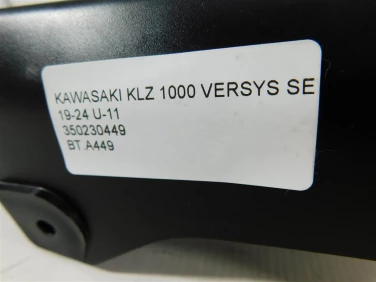 KAWASAKI KLZ 1000 VERSYS SE
19-24 U-11
350230449
BT.A449